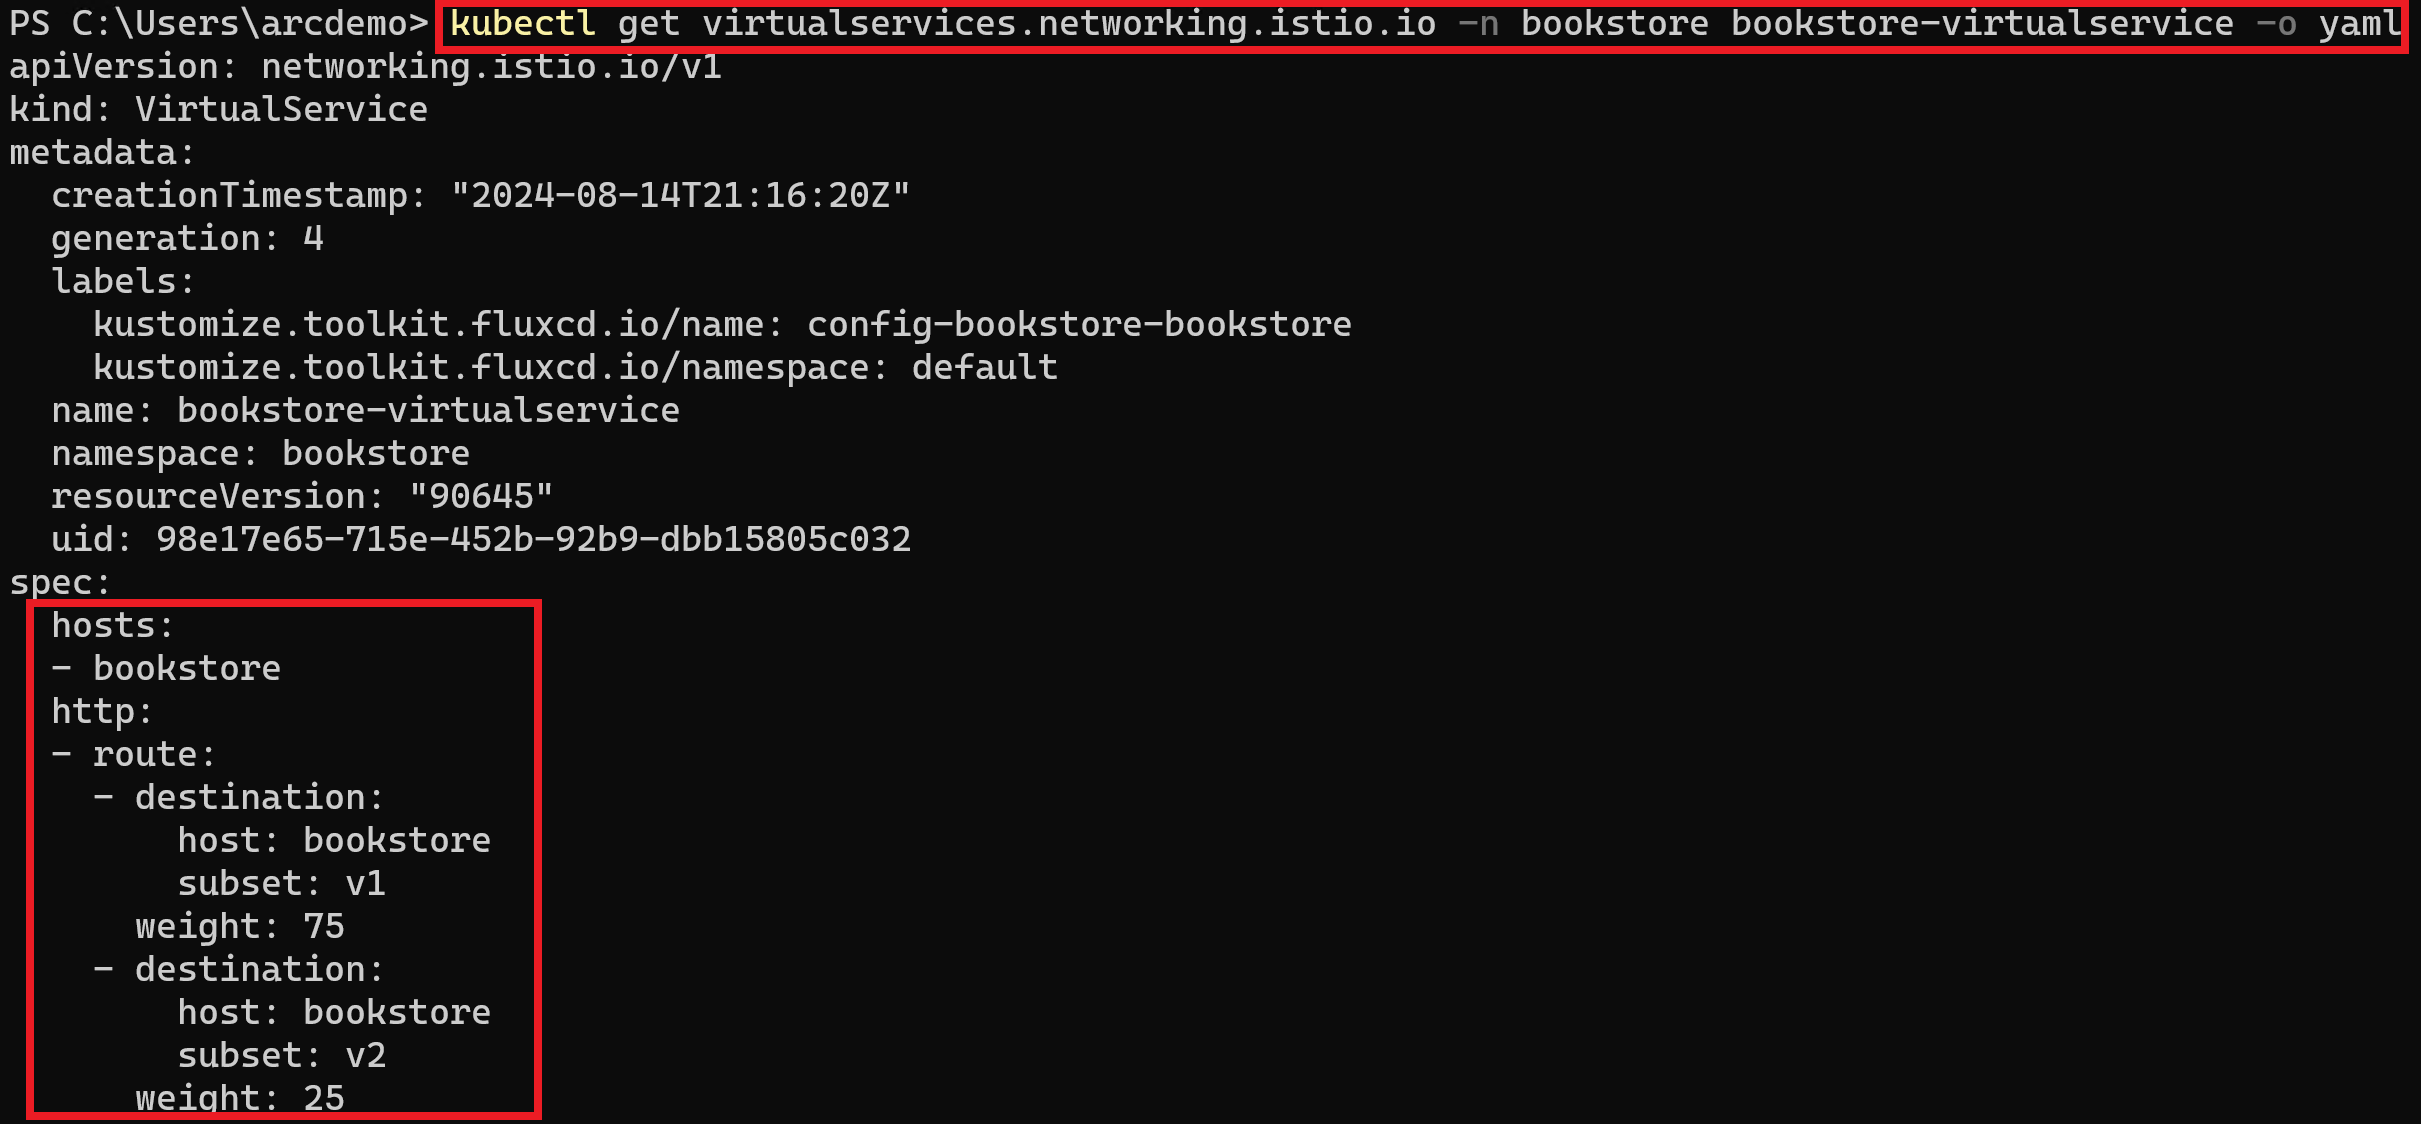 PS C:\Users\arcdemo> kubectl get virtualservices.networking.istio.io -n bookstore bookstore-virtualservice -o yaml
apiVersion: networking.istio.io/v1
kind: VirtualService
metadata:
  creationTimestamp: "2024-08-14T21:16:20Z"
  generation: 4
  labels:
    kustomize.toolkit.fluxcd.io/name: config-bookstore-bookstore
    kustomize.toolkit.fluxcd.io/namespace: default
  name: bookstore-virtualservice
  namespace: bookstore
  resourceVersion: "90645"
  uid: 98e17e65-715e-452b-92b9-dbb15805c032
spec:
  hosts:
  - bookstore
  http:
  - route:
    - destination:
        host: bookstore
        subset: v1
      weight: 75
    - destination:
        host: bookstore
        subset: v2
      weight: 25